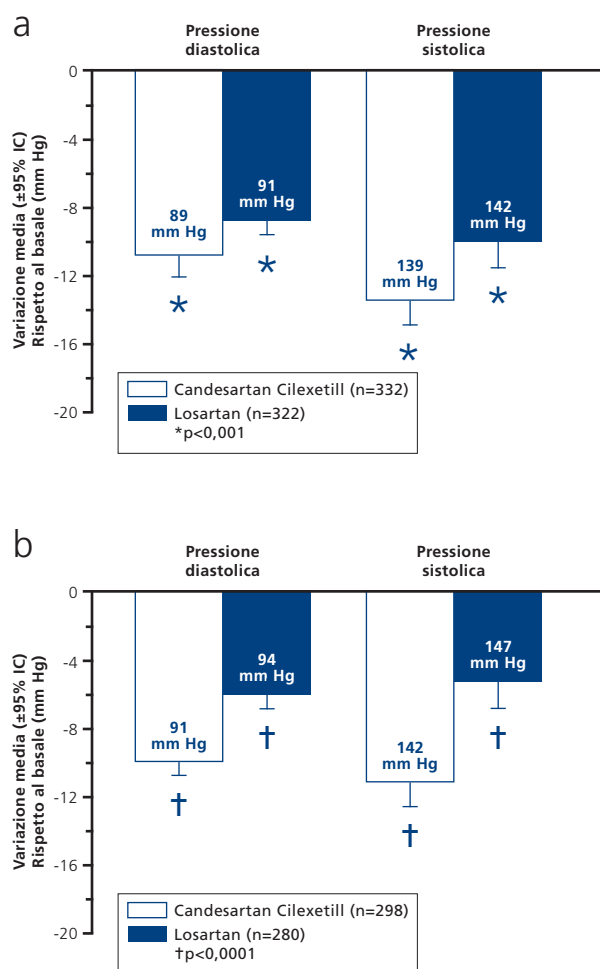 a
Pressione
diastolica
Pressione
sistolica
Variazione media (±95% IC)
Rispetto al basale (mm Hg)
0
-4
-8
-12
-16
-20
89
mm Hg
91
mm Hg
139
mm Hg
142
mm Hg
*
*
*
*
Candesartan Cilexetill (n=332)
Losartan (n=322)
*p<0,001
b
Pressione
diastolica
Pressione
sistolica
Variazione media (±95% IC)
Rispetto al basale (mm Hg)
0
-4
-8
-12
-16
-20
91
mm Hg
94
mm Hg
142
mm Hg
147
mm Hg
†
†
†
†
Candesartan Cilexetill (n=298)
Losartan (n=280)
†p<0,0001